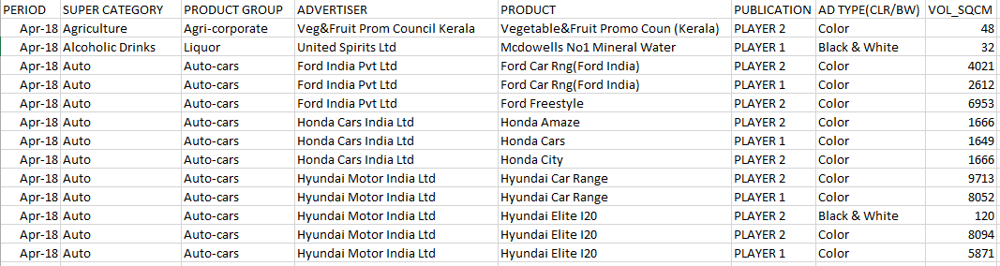 PERIOD SUPER CATEGORY PRODUCT GROUP ADVERTISER PRODUCT PUBLICATION AD TYPE(CLR/BW) VOL_SQCM
Apr-18 Agriculture Agri-corporate Veg&Fruit Prom Council Kerala Vegetable&Fruit Promo Coun (Kerala) PLAYER 2 Color 48
Apr-18 Alcoholic Drinks Liquor United Spirits Ltd Mcdowells No1 Mineral Water PLAYER 1 Black & White 32
Apr-18 Auto Auto-cars Ford India Pvt Ltd Ford Car Rng(Ford India) PLAYER 2 Color 4021
Apr-18 Auto Auto-cars Ford India Pvt Ltd Ford Car Rng(Ford India) PLAYER 1 Color 2612
Apr-18 Auto Auto-cars Ford India Pvt Ltd Ford Freestyle PLAYER 2 Color 6953
Apr-18 Auto Auto-cars Honda Cars India Ltd Honda Amaze PLAYER 2 Color 1666
Apr-18 Auto Auto-cars Honda Cars India Ltd Honda Cars PLAYER 1 Color 1649
Apr-18 Auto Auto-cars Honda Cars India Ltd Honda City PLAYER 2 Color 1666
Apr-18 Auto Auto-cars Hyundai Motor India Ltd Hyundai Car Range PLAYER 2 Color 9713
Apr-18 Auto Auto-cars Hyundai Motor India Ltd Hyundai Car Range PLAYER 1 Color 8052
Apr-18 Auto Auto-cars Hyundai Motor India Ltd Hyundai Elite I20 PLAYER 2 Black & White 120
Apr-18 Auto Auto-cars Hyundai Motor India Ltd Hyundai Elite I20 PLAYER 2 Color 8094
Apr-18 Auto Auto-cars Hyundai Motor India Ltd Hyundai Elite I20 PLAYER 1 Color 5871